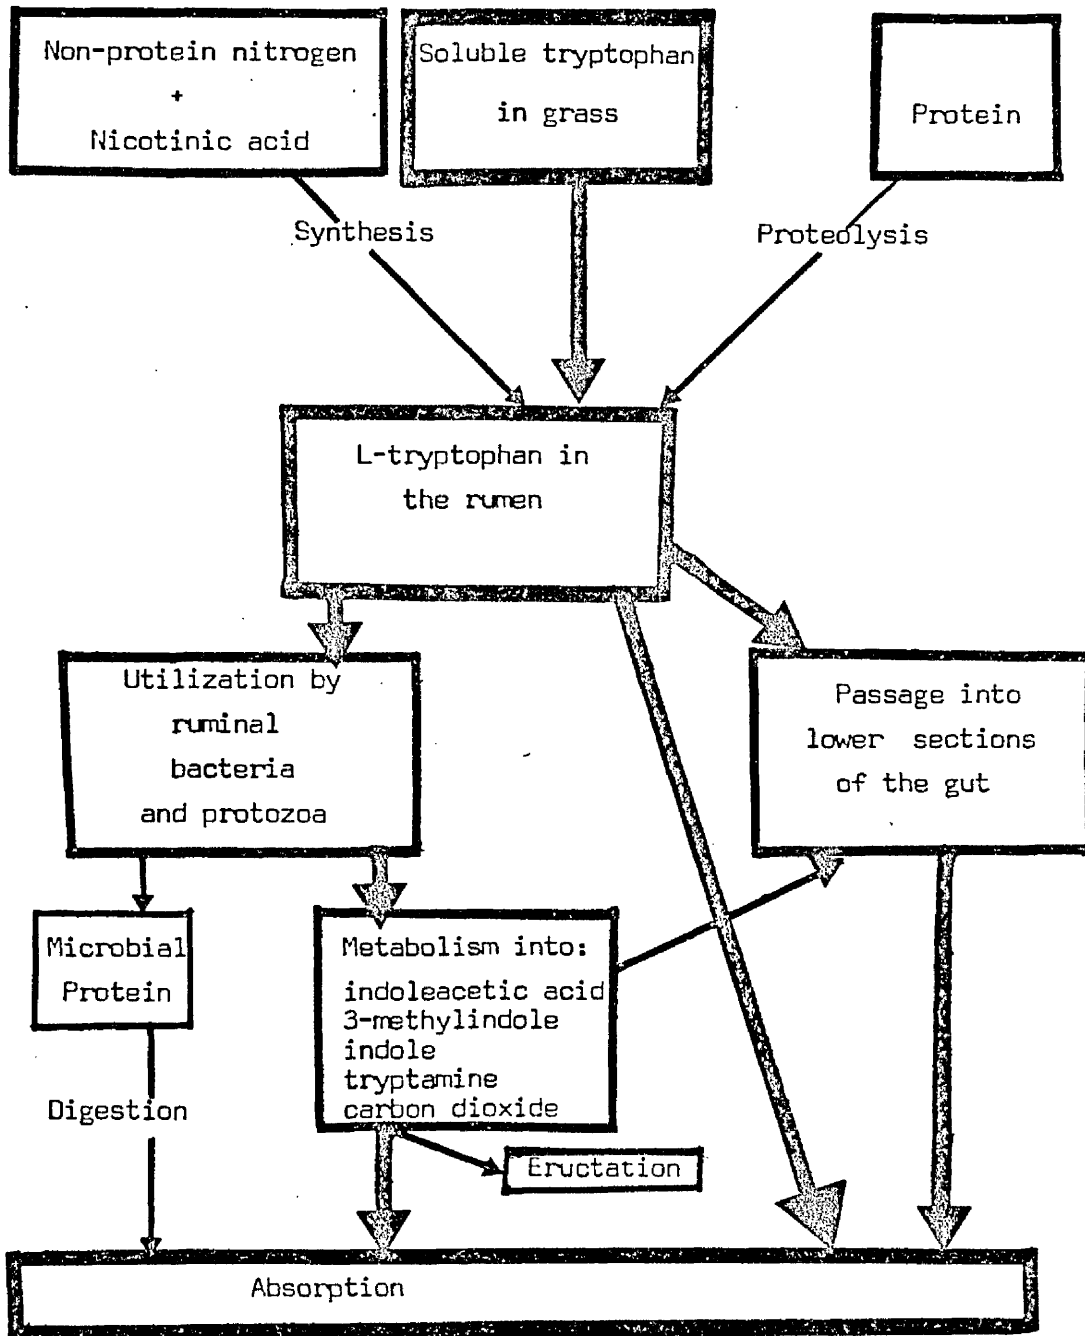 Non-protein nitrogen
+
Nicotinic acid
Soluble tryptophan
in grass
Protein
Synthesis
Proteolysis
L-tryptophan in
the rumen
Utilization by
ruminal
bacteria
and protozoa
Passage into
lower sections
of the gut
Microbial
Protein
Metabolism into:
indoleacetic acid
3-methylindole
indole
tryptamine
carbon dioxide
Digestion
Eructation
Absorption